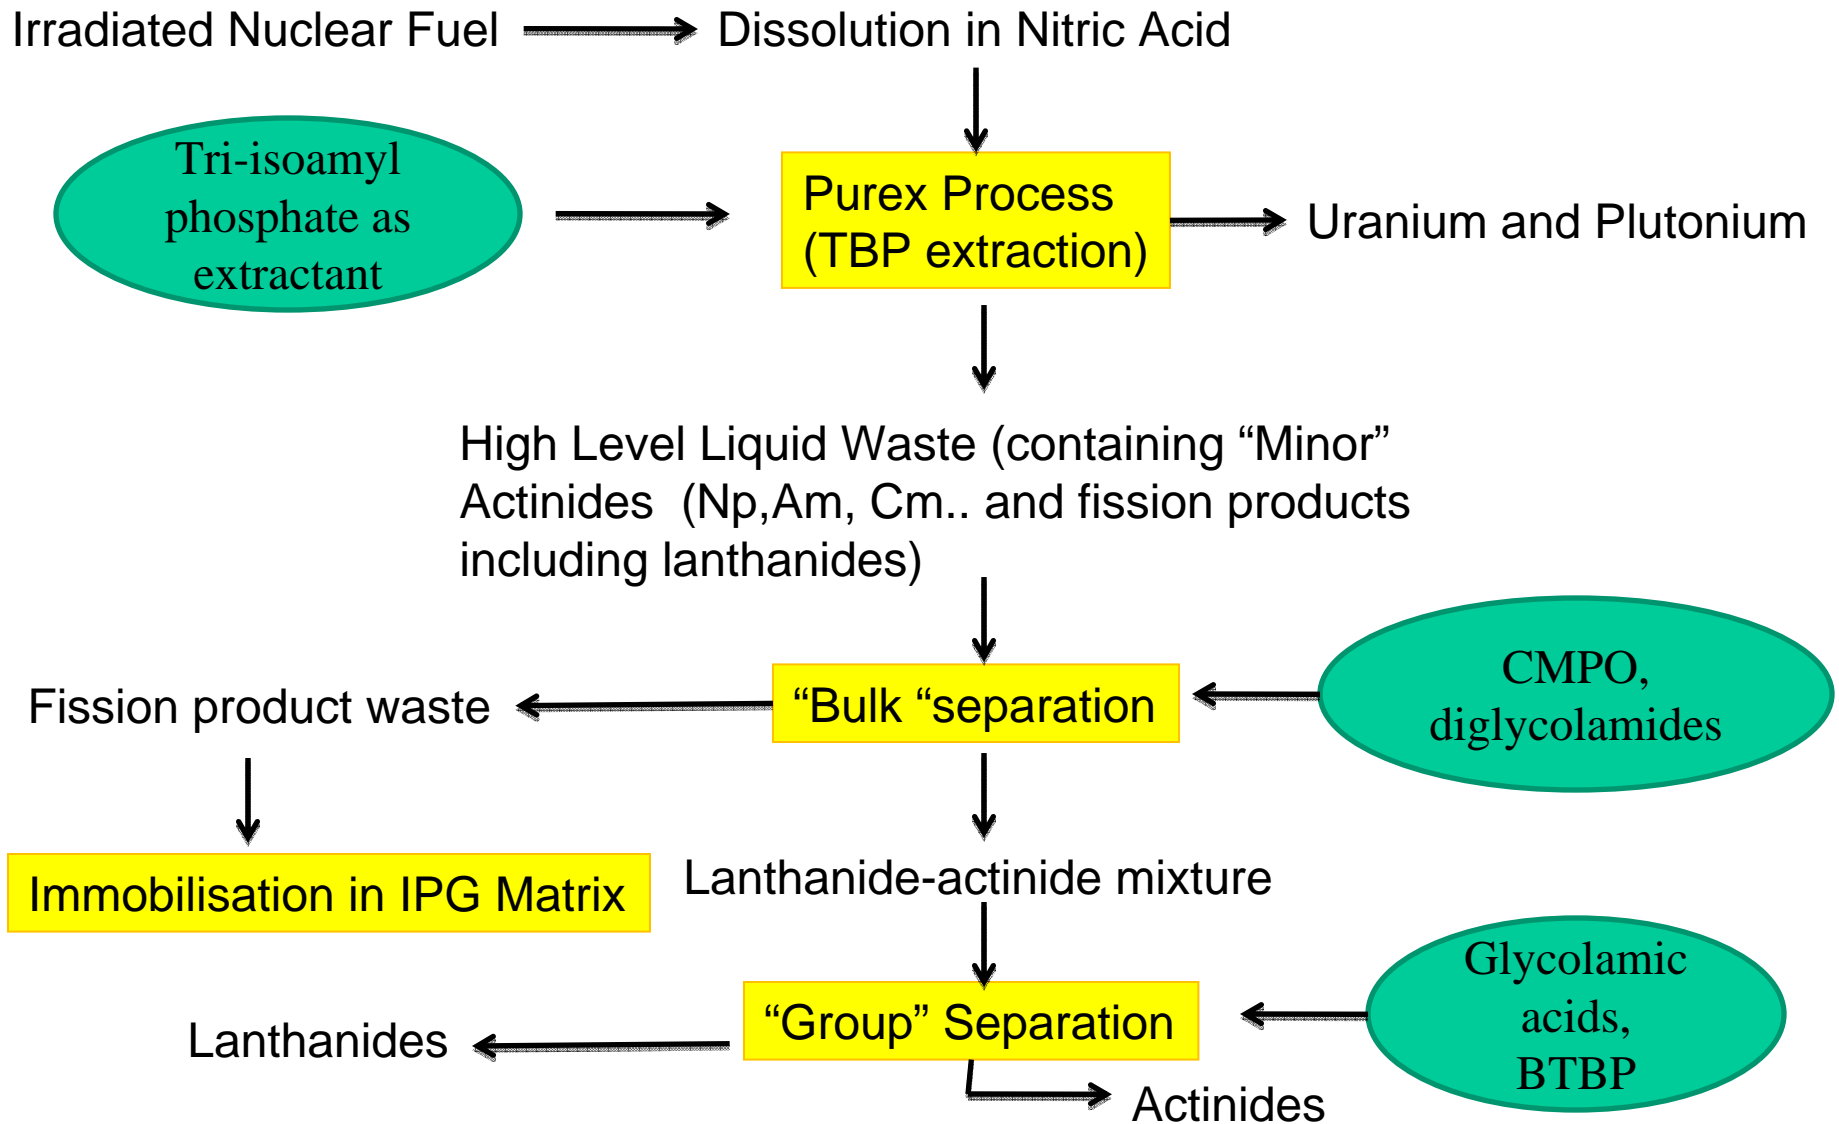 Irradiated Nuclear Fuel
Dissolution in Nitric Acid
Tri-isoamyl
phosphate as
extractant
Purex Process
(TBP extraction)
Uranium and Plutonium
High Level Liquid Waste (containing “Minor”
Actinides  (Np,Am, Cm.. and fission products
including lanthanides)
Fission product waste
“Bulk “separation
CMPO,
diglycolamides
Immobilisation in IPG Matrix
Lanthanide-actinide mixture
Lanthanides
“Group” Separation
Glycolamic
acids,
BTBP
Actinides